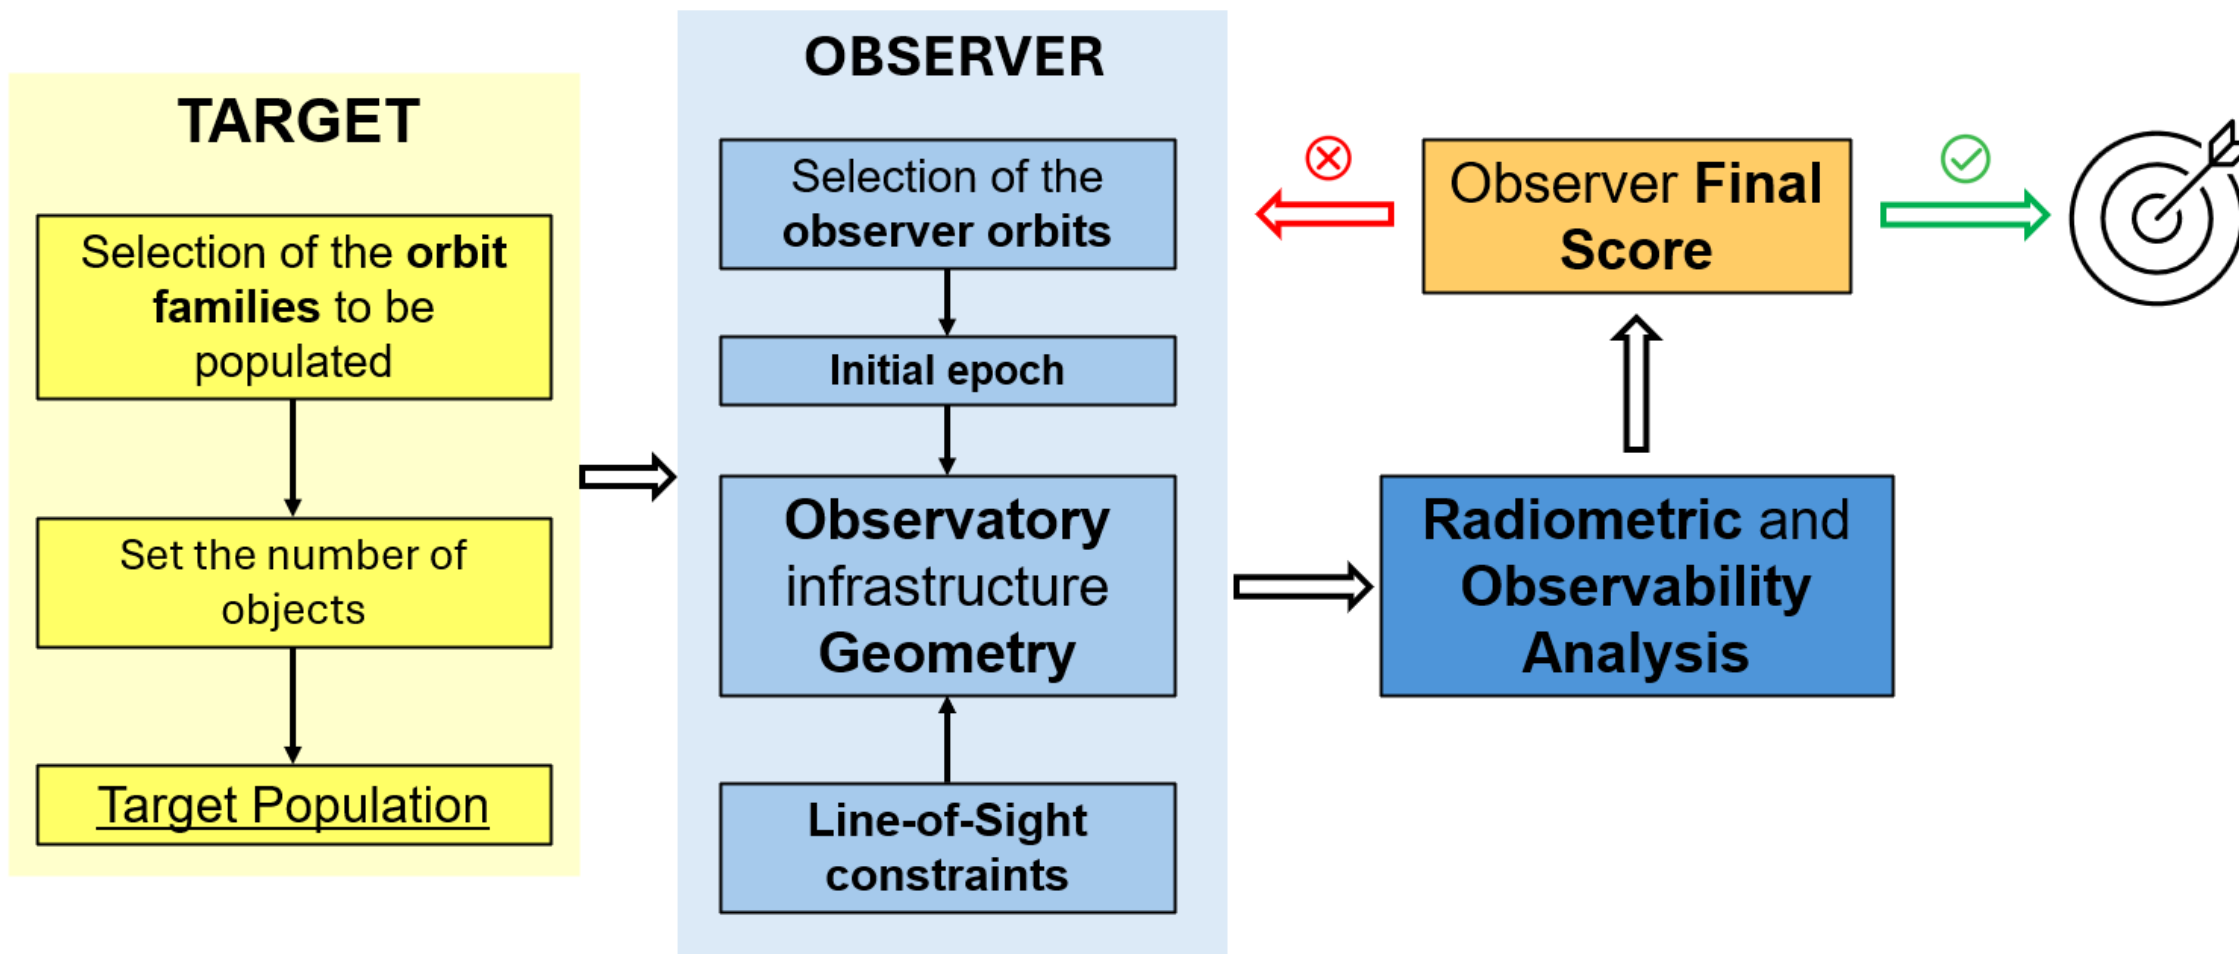 TARGET
Selection of the orbit
families to be
populated
Set the number of
objects
Target Population
OBSERVER
Selection of the
observer orbits
Initial epoch
Observatory
infrastructure
Geometry
Line-of-Sight
constraints
Observer Final
Score
Radiometric and
Observability
Analysis